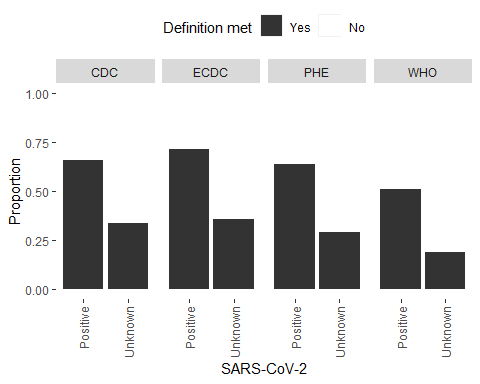 Definition met Yes No
CDC ECDC PHE WHO
Proportion
1.00
0.75
0.50
0.25
0.00
Positive Unknown Positive Unknown Positive Unknown Positive Unknown
SARS-CoV-2